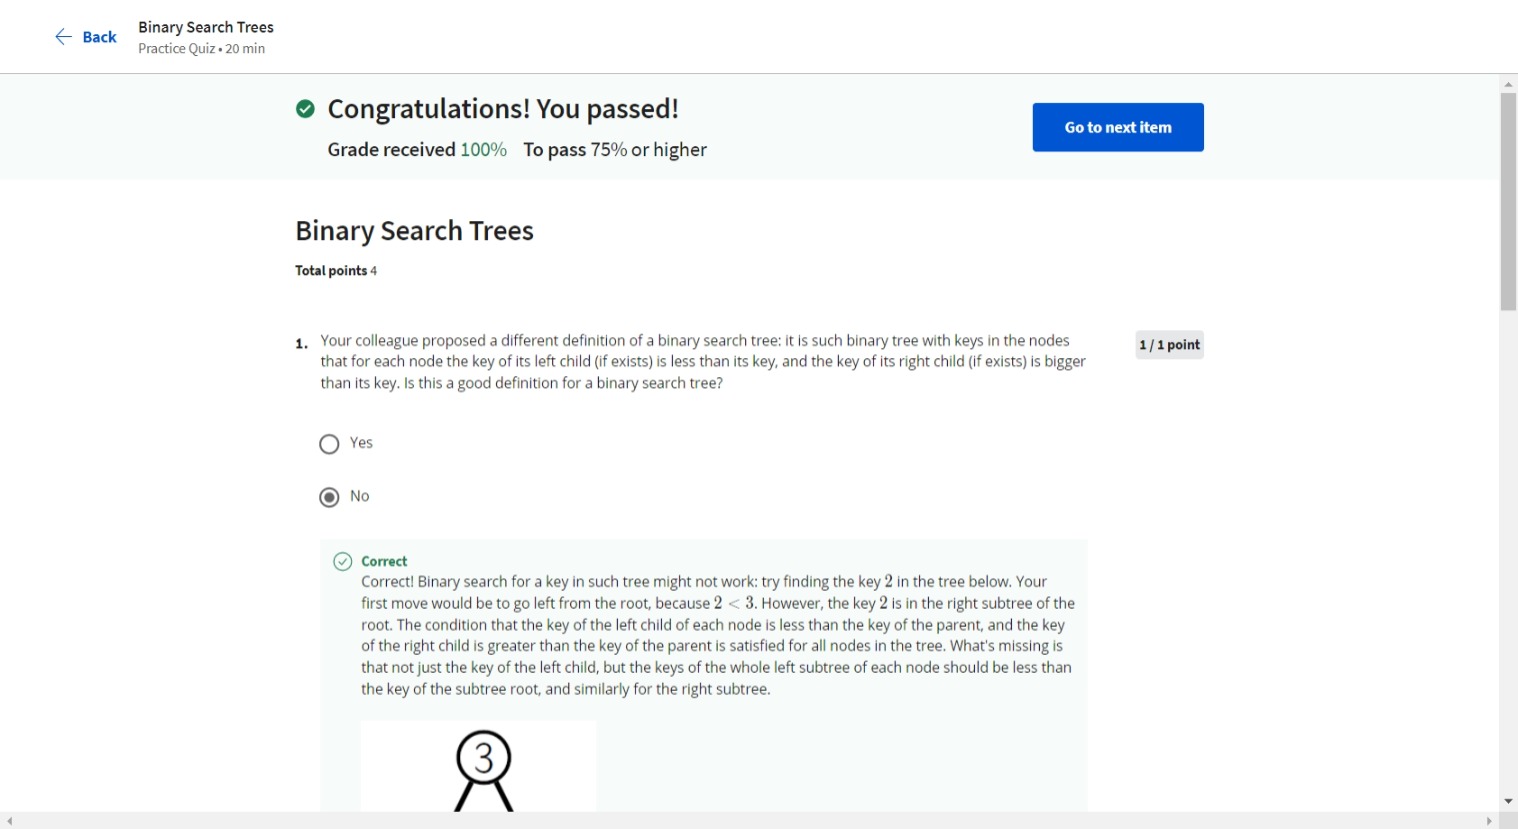 Back
Binary Search Trees
Practice Quiz • 20 min
Congratulations! You passed!
Grade received 100% To pass 75% or higher
Go to next item
Binary Search Trees
Total points 4
1. Your colleague proposed a different definition of a binary search tree: it is such binary tree with keys in the nodes
that for each node the key of its left child (if exists) is less than its key, and the key of its right child (if exists) is bigger
than its key. Is this a good definition for a binary search tree?
1 / 1 point
Yes
No
Correct
Correct! Binary search for a key in such tree might not work: try finding the key 2 in the tree below. Your
first move would be to go left from the root, because 2 < 3. However, the key 2 is in the right subtree of the
root. The condition that the key of the left child of each node is less than the key of the parent, and the key
of the right child is greater than the key of the parent is satisfied for all nodes in the tree. What's missing is
that not just the key of the left child, but the keys of the whole left subtree of each node should be less than
the key of the subtree root, and similarly for the right subtree.
3